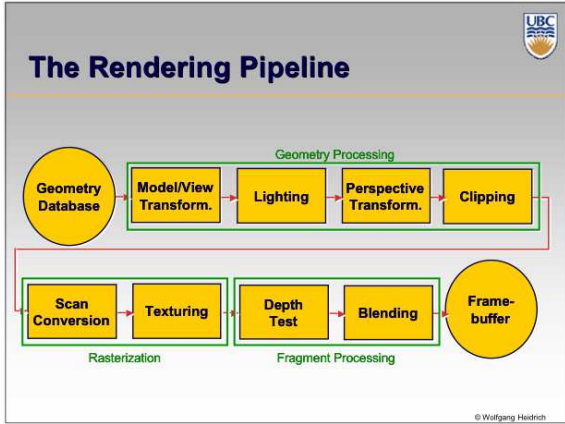 UBC
The Rendering Pipeline
Geometry Processing
Geometry
Database
Model/View
Transform.
Lighting
Perspective
Transform.
Clipping
Scan
Conversion
Texturing
Depth
Test
Blending
Frame-
buffer
Rasterization
Fragment Processing
© Wolfgang Heidrich